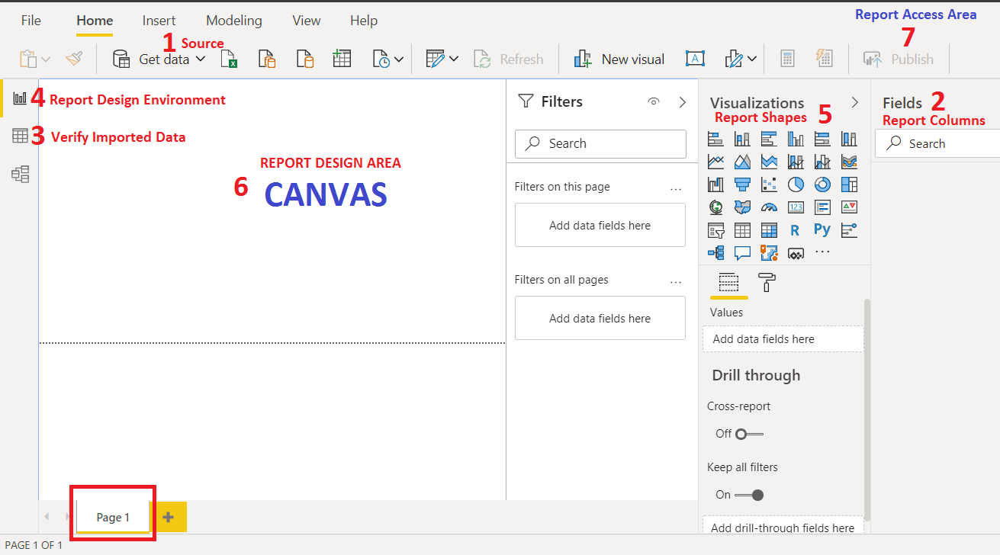 File Home Insert Modeling View Help
Report Access Area
1 Source
7
Get data
Refresh
New visual
Publish
4 Report Design Environment
3 Verify Imported Data
REPORT DESIGN AREA
6 CANVAS
Page 1
PAGE 1 OF 1
Filters
Search
Filters on this page ...
Add data fields here
Filters on all pages ...
Add data fields here
Visualizations
Report Shapes 5
123
R Py
...
Values
Add data fields here
Drill through
Cross-report
Off
Keep all filters
On
Add drill-through fields here
Fields 2
Report Columns
Search